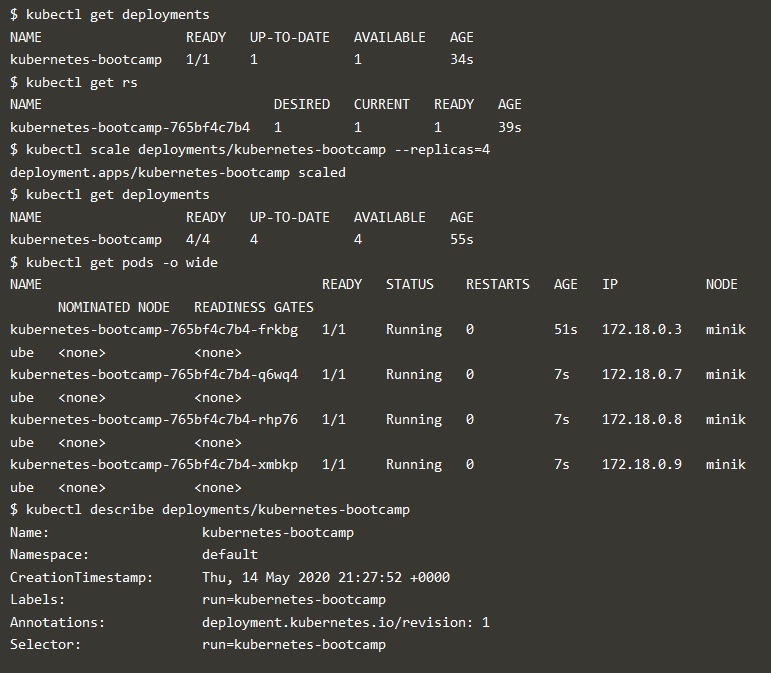 $ kubectl get deployments
NAME                  READY   UP-TO-DATE   AVAILABLE   AGE
kubernetes-bootcamp   1/1     1            1           34s
$ kubectl get rs
NAME                             DESIRED   CURRENT   READY   AGE
kubernetes-bootcamp-765bf4c7b4   1         1         1       39s
$ kubectl scale deployments/kubernetes-bootcamp --replicas=4
deployment.apps/kubernetes-bootcamp scaled
$ kubectl get deployments
NAME                  READY   UP-TO-DATE   AVAILABLE   AGE
kubernetes-bootcamp   4/4     4            4           55s
$ kubectl get pods -o wide
NAME                                   READY   STATUS    RESTARTS   AGE   IP           NODE
      NOMINATED NODE   READINESS GATES
kubernetes-bootcamp-765bf4c7b4-frkbg   1/1     Running   0          51s   172.18.0.3   minik
ube   <none>           <none>
kubernetes-bootcamp-765bf4c7b4-q6wq4   1/1     Running   0          7s    172.18.0.7   minik
ube   <none>           <none>
kubernetes-bootcamp-765bf4c7b4-rhp76   1/1     Running   0          7s    172.18.0.8   minik
ube   <none>           <none>
kubernetes-bootcamp-765bf4c7b4-xmbkp   1/1     Running   0          7s    172.18.0.9   minik
ube   <none>           <none>
$ kubectl describe deployments/kubernetes-bootcamp
Name:                   kubernetes-bootcamp
Namespace:              default
CreationTimestamp:      Thu, 14 May 2020 21:27:52 +0000
Labels:                 run=kubernetes-bootcamp
Annotations:            deployment.kubernetes.io/revision: 1
Selector:               run=kubernetes-bootcamp